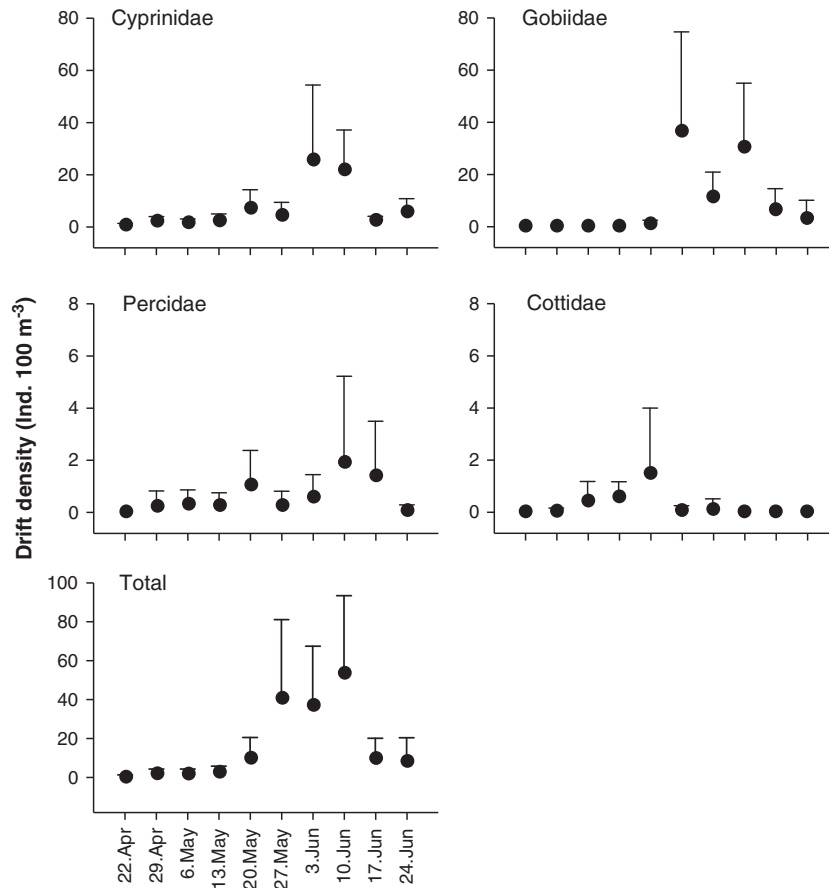 Drift density (Ind. 100 m⁻³)
Cyprinidae
80
60
40
20
0
Gobiidae
80
60
40
20
0
Percidae
8
6
4
2
0
Cottidae
8
6
4
2
0
Total
100
80
60
40
20
0
22.Apr
29.Apr
6.May
13.May
20.May
27.May
3.Jun
10.Jun
17.Jun
24.Jun